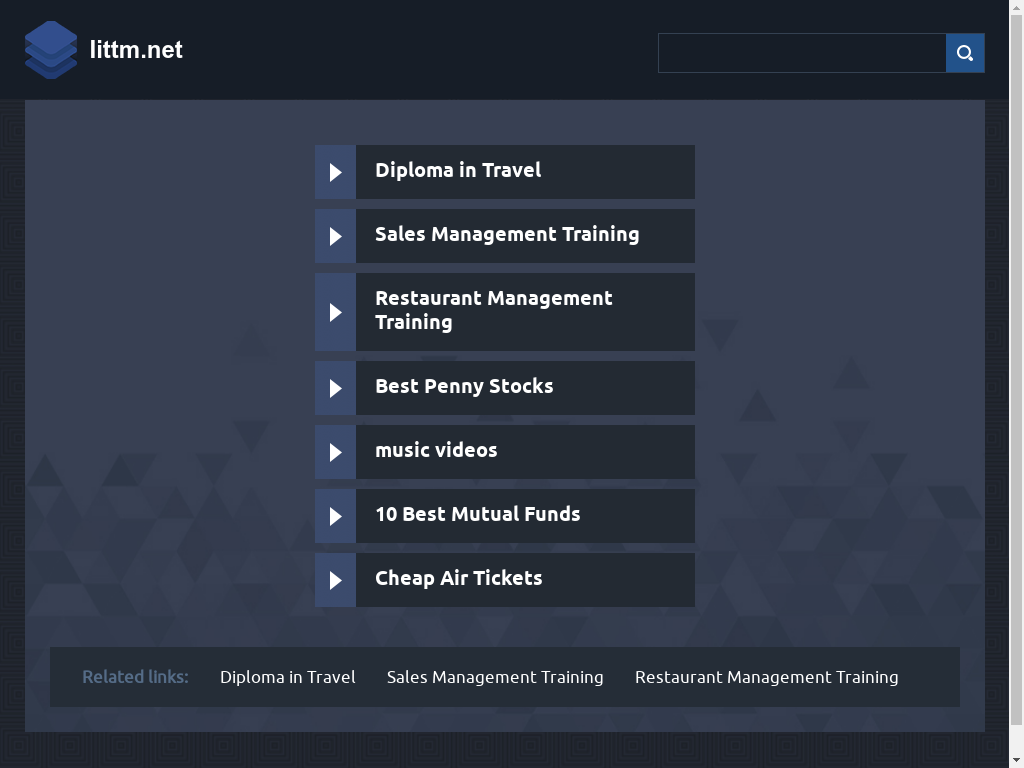 littm.net
Diploma in Travel
Sales Management Training
Restaurant Management
Training
Best Penny Stocks
music videos
10 Best Mutual Funds
Cheap Air Tickets
Related links: Diploma in Travel Sales Management Training Restaurant Management Training